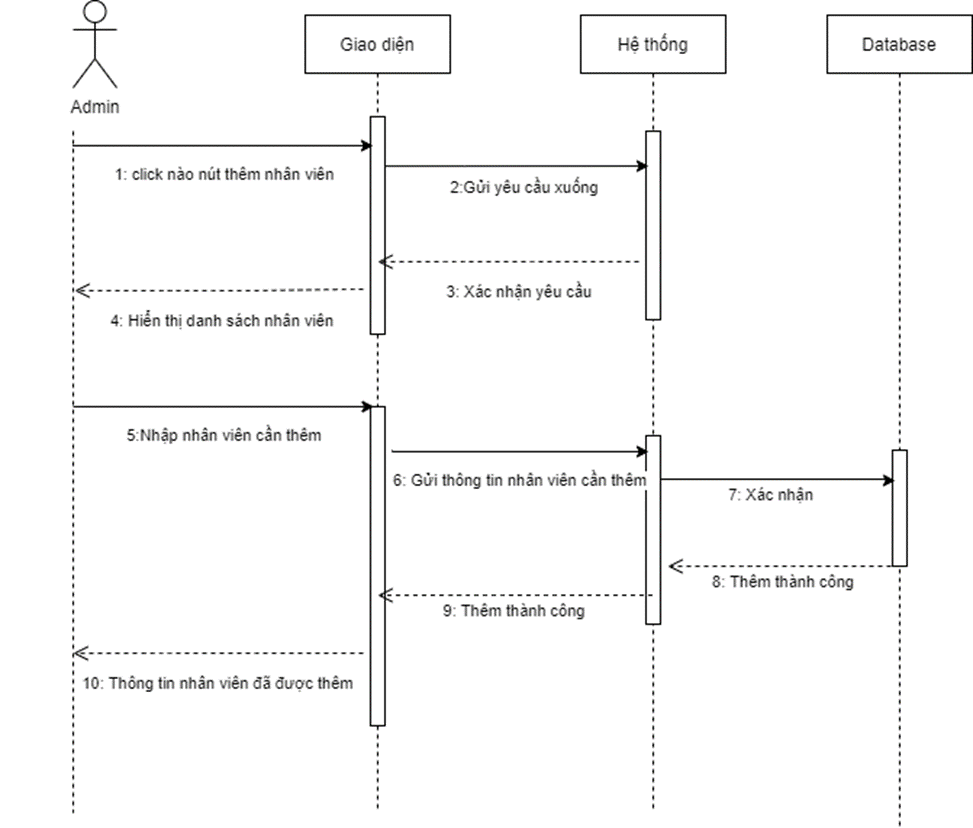 Giao diện
Hệ thống
Database
Admin
1: click nào nút thêm nhân viên
2:Gửi yêu cầu xuống
3: Xác nhận yêu cầu
4: Hiển thị danh sách nhân viên
5:Nhập nhân viên cần thêm
6: Gửi thông tin nhân viên cần thêm
7: Xác nhận
8: Thêm thành công
9: Thêm thành công
10: Thông tin nhân viên đã được thêm